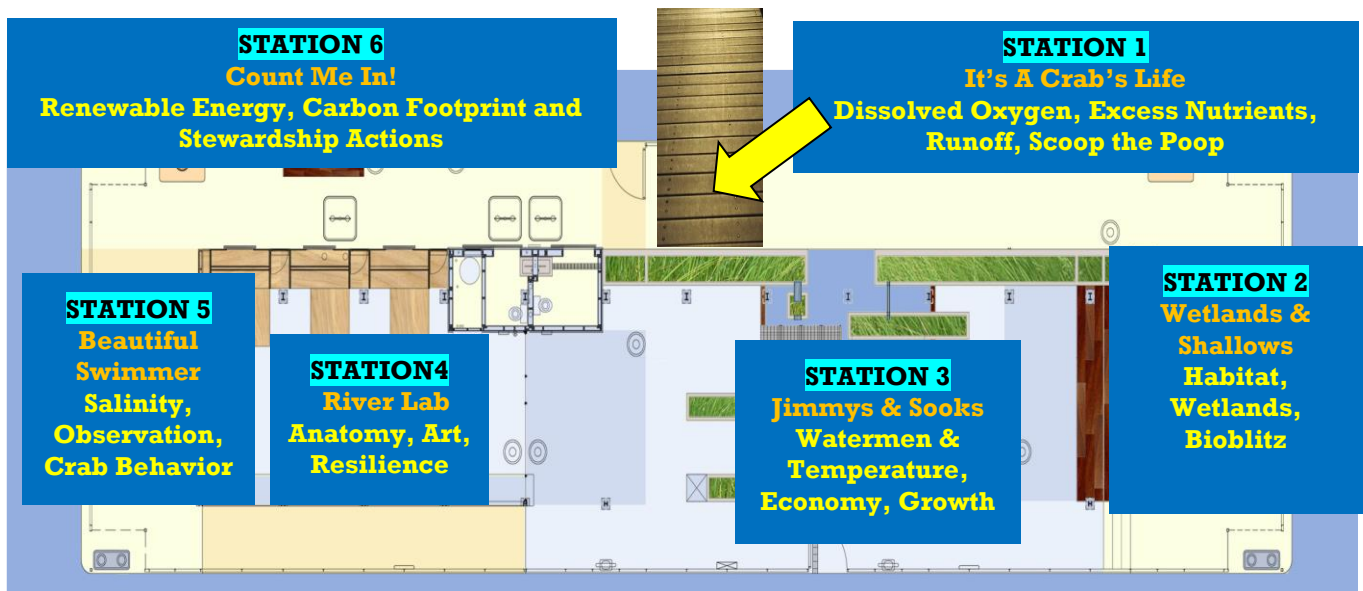 STATION 6
Count Me In!
Renewable Energy, Carbon Footprint and
Stewardship Actions
STATION 1
It's A Crab's Life
Dissolved Oxygen, Excess Nutrients,
Runoff, Scoop the Poop
STATION 5
Beautiful
Swimmer
Salinity,
Observation,
Crab Behavior
STATION4
River Lab
Anatomy, Art,
Resilience
STATION 3
Jimmys & Sooks
Watermen &
Temperature,
Economy, Growth
STATION 2
Wetlands &
Shallows
Habitat,
Wetlands,
Bioblitz